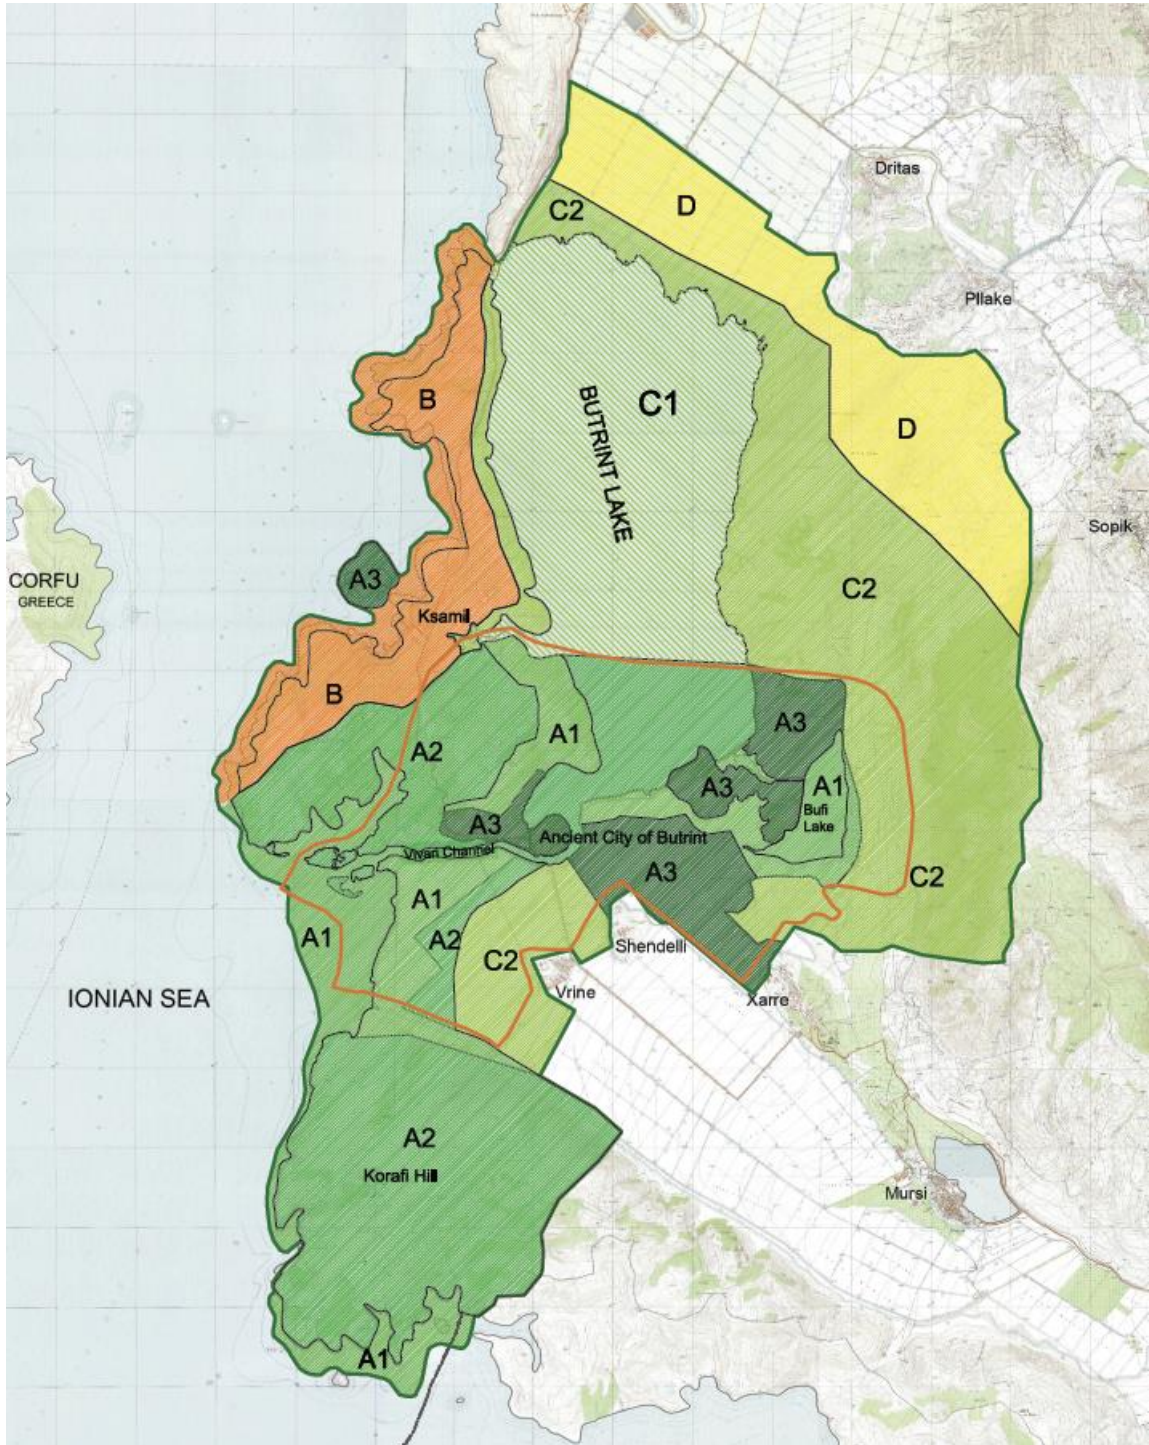 Dritas
C2
D
Pllake
B
C1
BUTRINT LAKE
D
Sopik
A3
CORFU
GREECE
C2
Ksamill
B
A3
A1
A2
A3
A1
Bufi
Lake
A3
Ancient City of Butrint
Vivari Channel
A3
C2
A1
A1
A2
Shendelli
C2
Vrine
Xarre
IONIAN SEA
A2
Korafi Hill
Mursi
A1